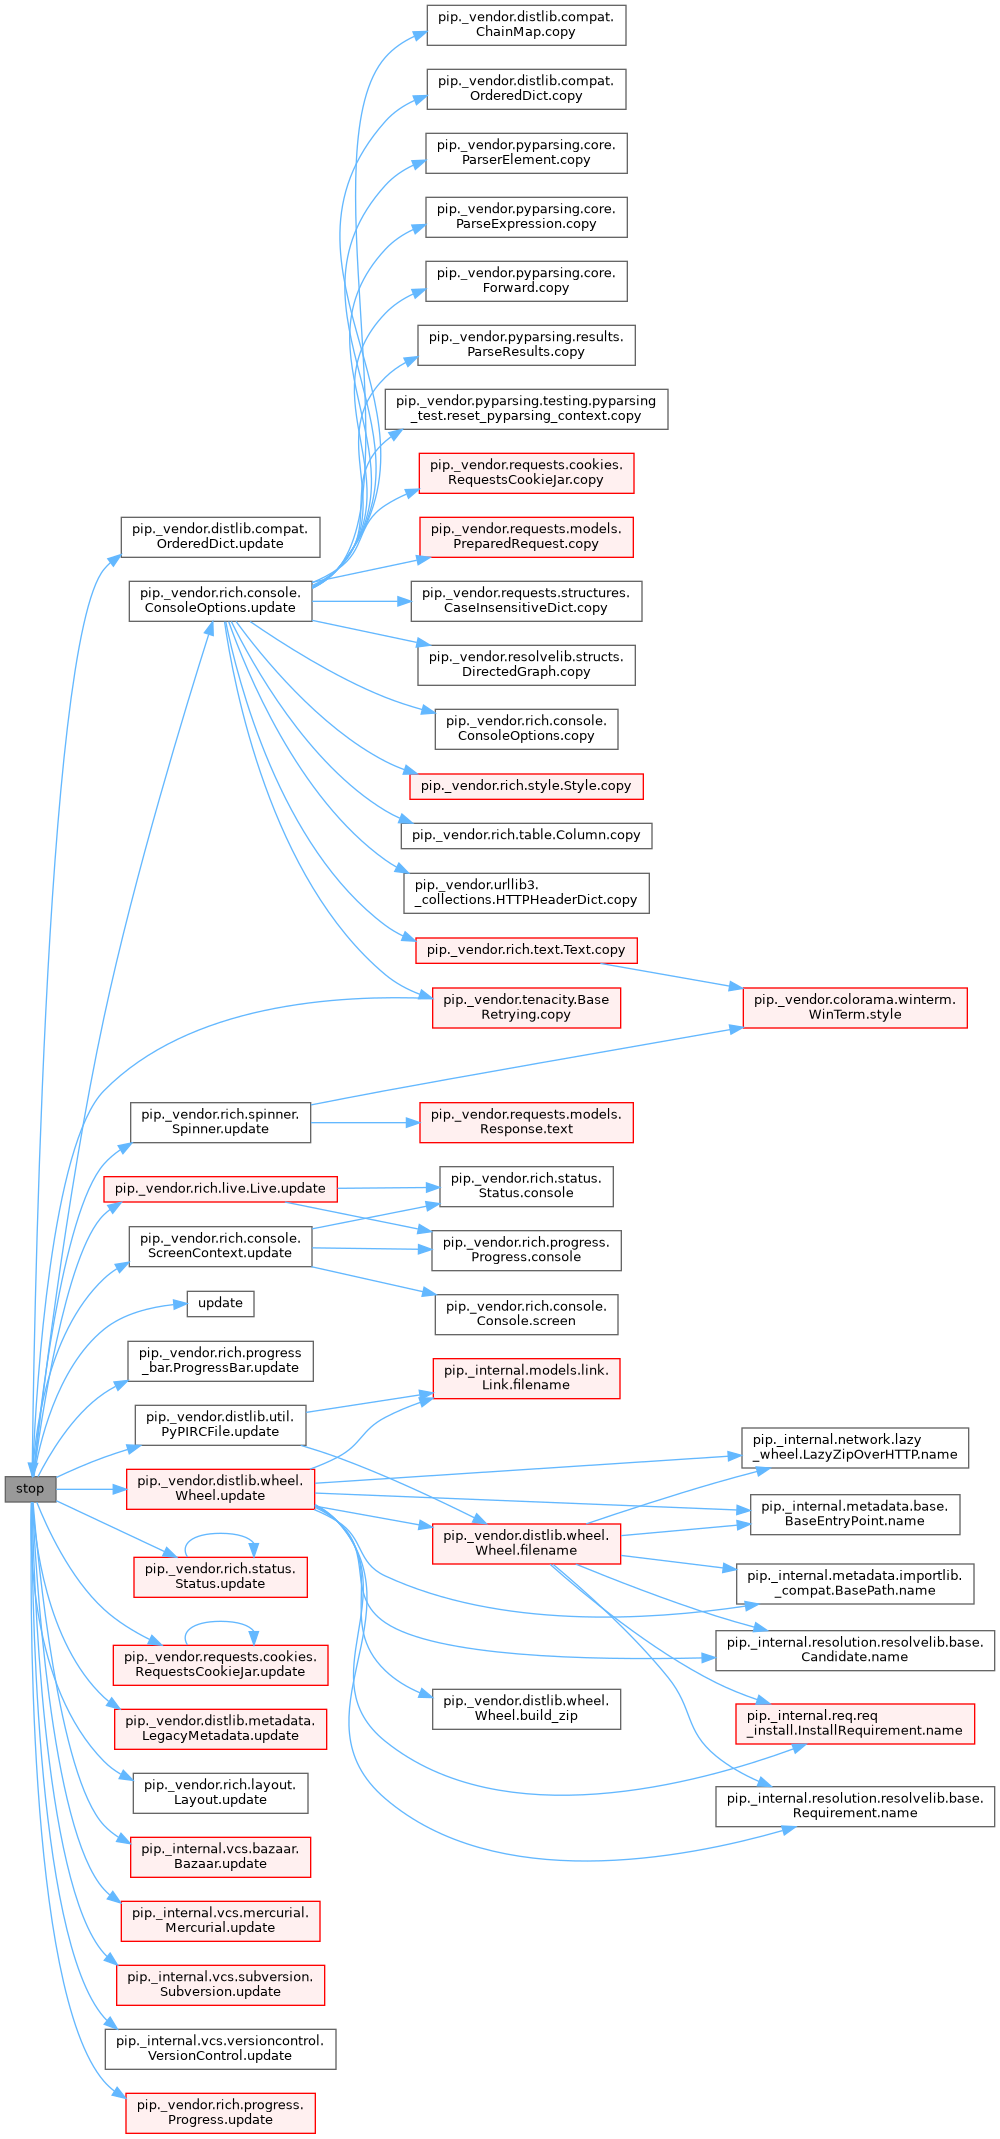 pip._vendor.distlib.compat.
ChainMap.copy
pip._vendor.distlib.compat.
OrderedDict.copy
pip._vendor.pyparsing.core.
ParserElement.copy
pip._vendor.pyparsing.core.
ParseExpression.copy
pip._vendor.pyparsing.core.
Forward.copy
pip._vendor.pyparsing.results.
ParseResults.copy
pip._vendor.pyparsing.testing.pyparsing
_test.reset_pyparsing_context.copy
pip._vendor.requests.cookies.
RequestsCookieJar.copy
pip._vendor.distlib.compat.
OrderedDict.update
pip._vendor.requests.models.
PreparedRequest.copy
pip._vendor.rich.console.
ConsoleOptions.update
pip._vendor.requests.structures.
CaseInsensitiveDict.copy
pip._vendor.resolvelib.structs.
DirectedGraph.copy
pip._vendor.rich.console.
ConsoleOptions.copy
pip._vendor.rich.style.Style.copy
pip._vendor.rich.table.Column.copy
pip._vendor.urllib3.
_collections.HTTPHeaderDict.copy
pip._vendor.rich.text.Text.copy
pip._vendor.tenacity.Base
Retrying.copy
pip._vendor.colorama.winterm.
WinTerm.style
pip._vendor.rich.spinner.
Spinner.update
pip._vendor.requests.models.
Response.text
pip._vendor.rich.live.Live.update
pip._vendor.rich.status.
Status.console
pip._vendor.rich.console.
ScreenContext.update
pip._vendor.rich.progress.
Progress.console
update
pip._vendor.rich.console.
Console.screen
pip._vendor.rich.progress
_bar.ProgressBar.update
pip._internal.models.link.
Link.filename
pip._vendor.distlib.util.
PyPIRCFile.update
pip._internal.network.lazy
_wheel.LazyZipOverHTTP.name
stop
pip._vendor.distlib.wheel.
Wheel.update
pip._internal.metadata.base.
BaseEntryPoint.name
pip._vendor.distlib.wheel.
Wheel.filename
pip._vendor.rich.status.
Status.update
pip._internal.metadata.importlib.
_compat.BasePath.name
pip._internal.resolution.resolvelib.base.
Candidate.name
pip._vendor.requests.cookies.
RequestsCookieJar.update
pip._vendor.distlib.wheel.
Wheel.build_zip
pip._internal.req.req
_install.InstallRequirement.name
pip._vendor.distlib.metadata.
LegacyMetadata.update
pip._vendor.rich.layout.
Layout.update
pip._internal.resolution.resolvelib.base.
Requirement.name
pip._internal.vcs.bazaar.
Bazaar.update
pip._internal.vcs.mercurial.
Mercurial.update
pip._internal.vcs.subversion.
Subversion.update
pip._internal.vcs.versioncontrol.
VersionControl.update
pip._vendor.rich.progress.
Progress.update